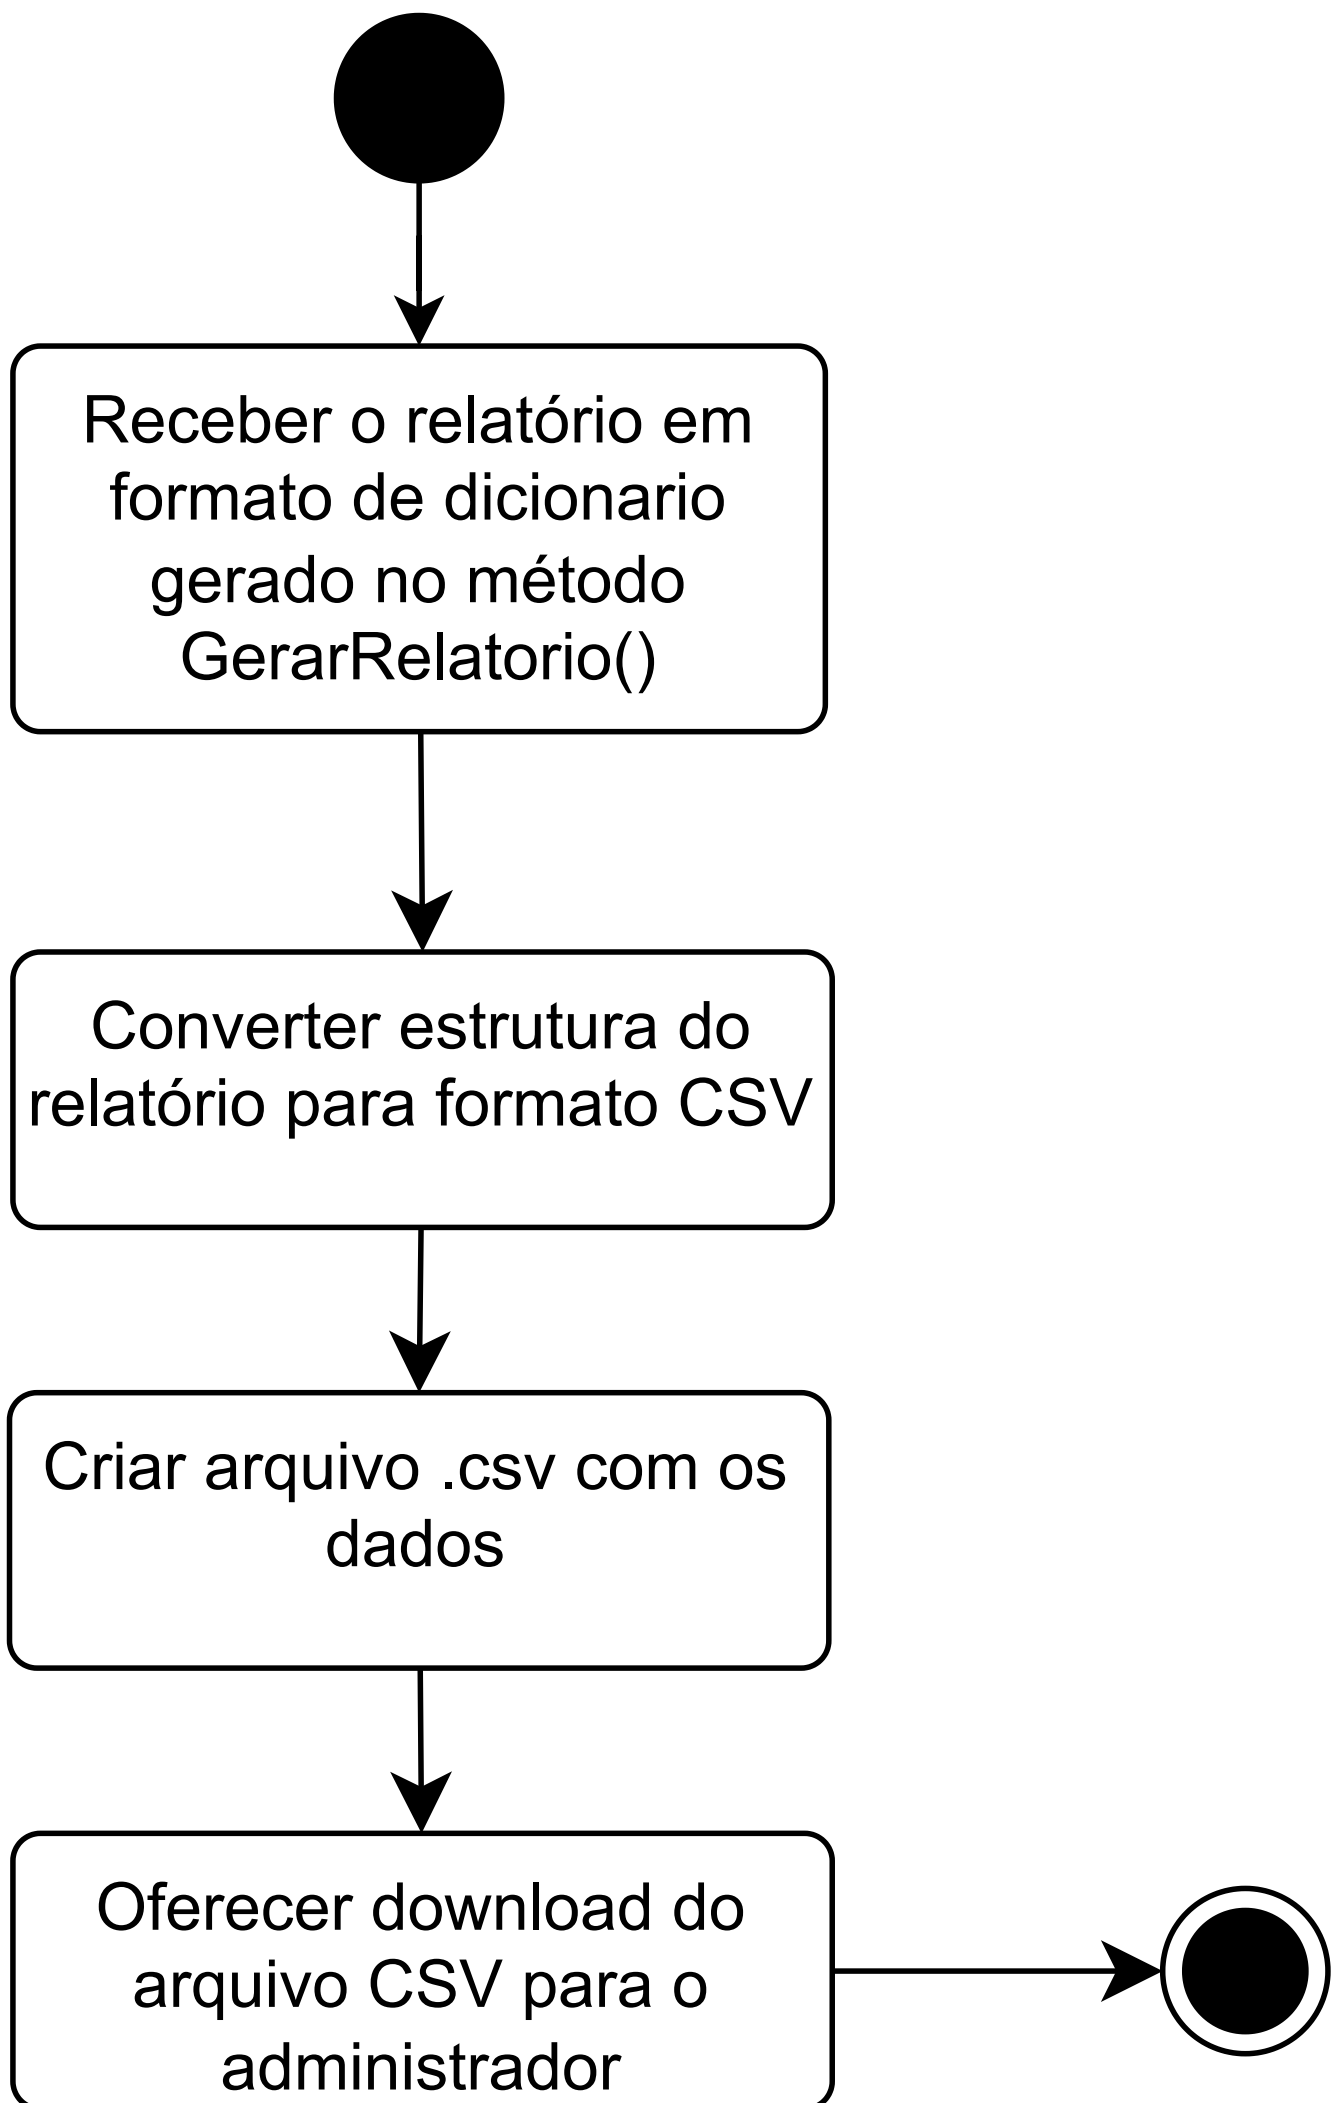 Receber o relatório em
formato de dicionario
gerado no método
GerarRelatorio()
Converter estrutura do
relatório para formato CSV
Criar arquivo .csv com os
dados
Oferecer download do
arquivo CSV para o
administrador